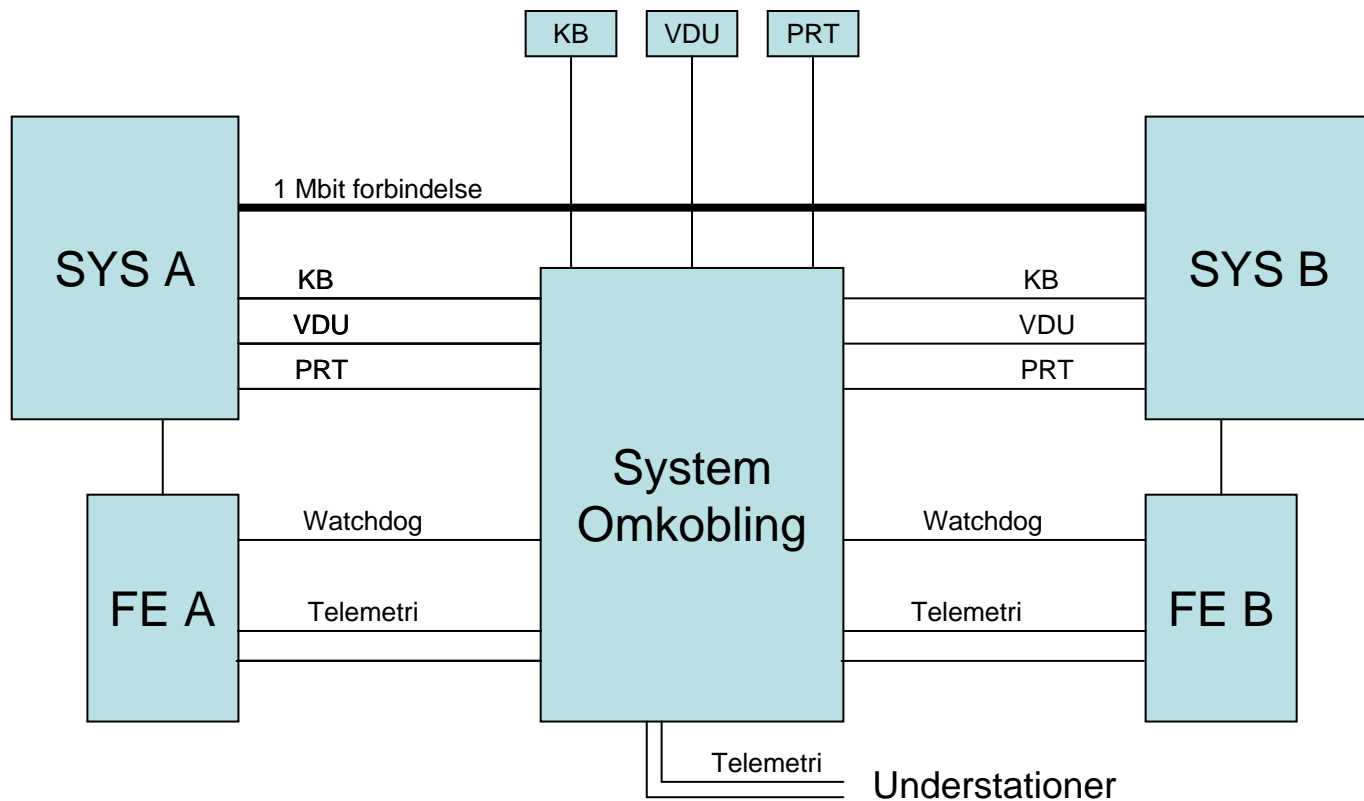 KB VDU PRT
1 Mbit forbindelse
SYS A
SYS B
KB
KB
VDU
VDU
PRT
PRT
System
Omkobling
Watchdog
Watchdog
FE A
FE B
Telemetri
Telemetri
Telemetri
Understationer